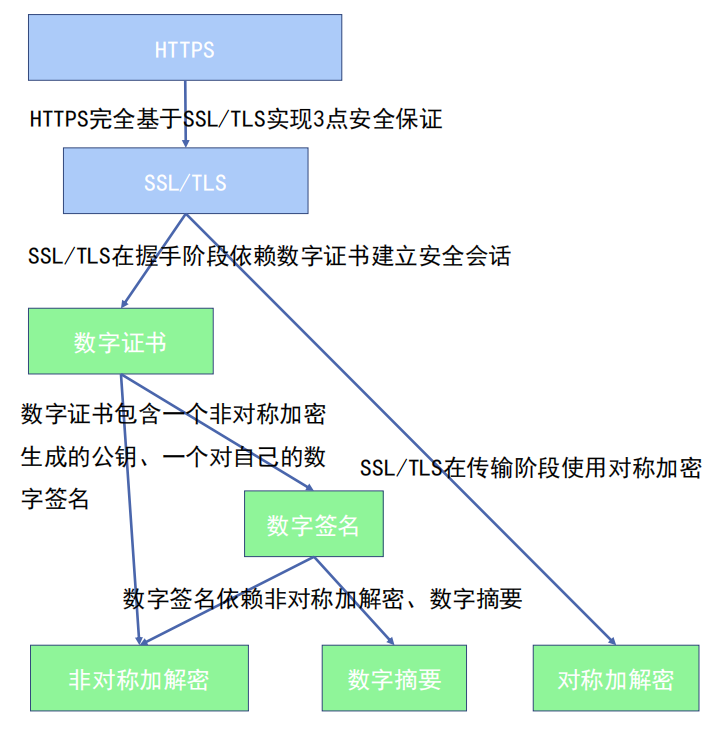 HTTPS
HTTPS完全基于SSL/TLS实现3点安全保证
SSL/TLS
SSL/TLS在握手阶段依赖数字证书建立安全会话
数字证书
数字证书包含一个非对称加密
生成的公钥、一个对自己的数
字签名
SSL/TLS在传输阶段使用对称加密
数字签名
数字签名依赖非对称加解密、数字摘要
非对称加解密
数字摘要
对称加解密